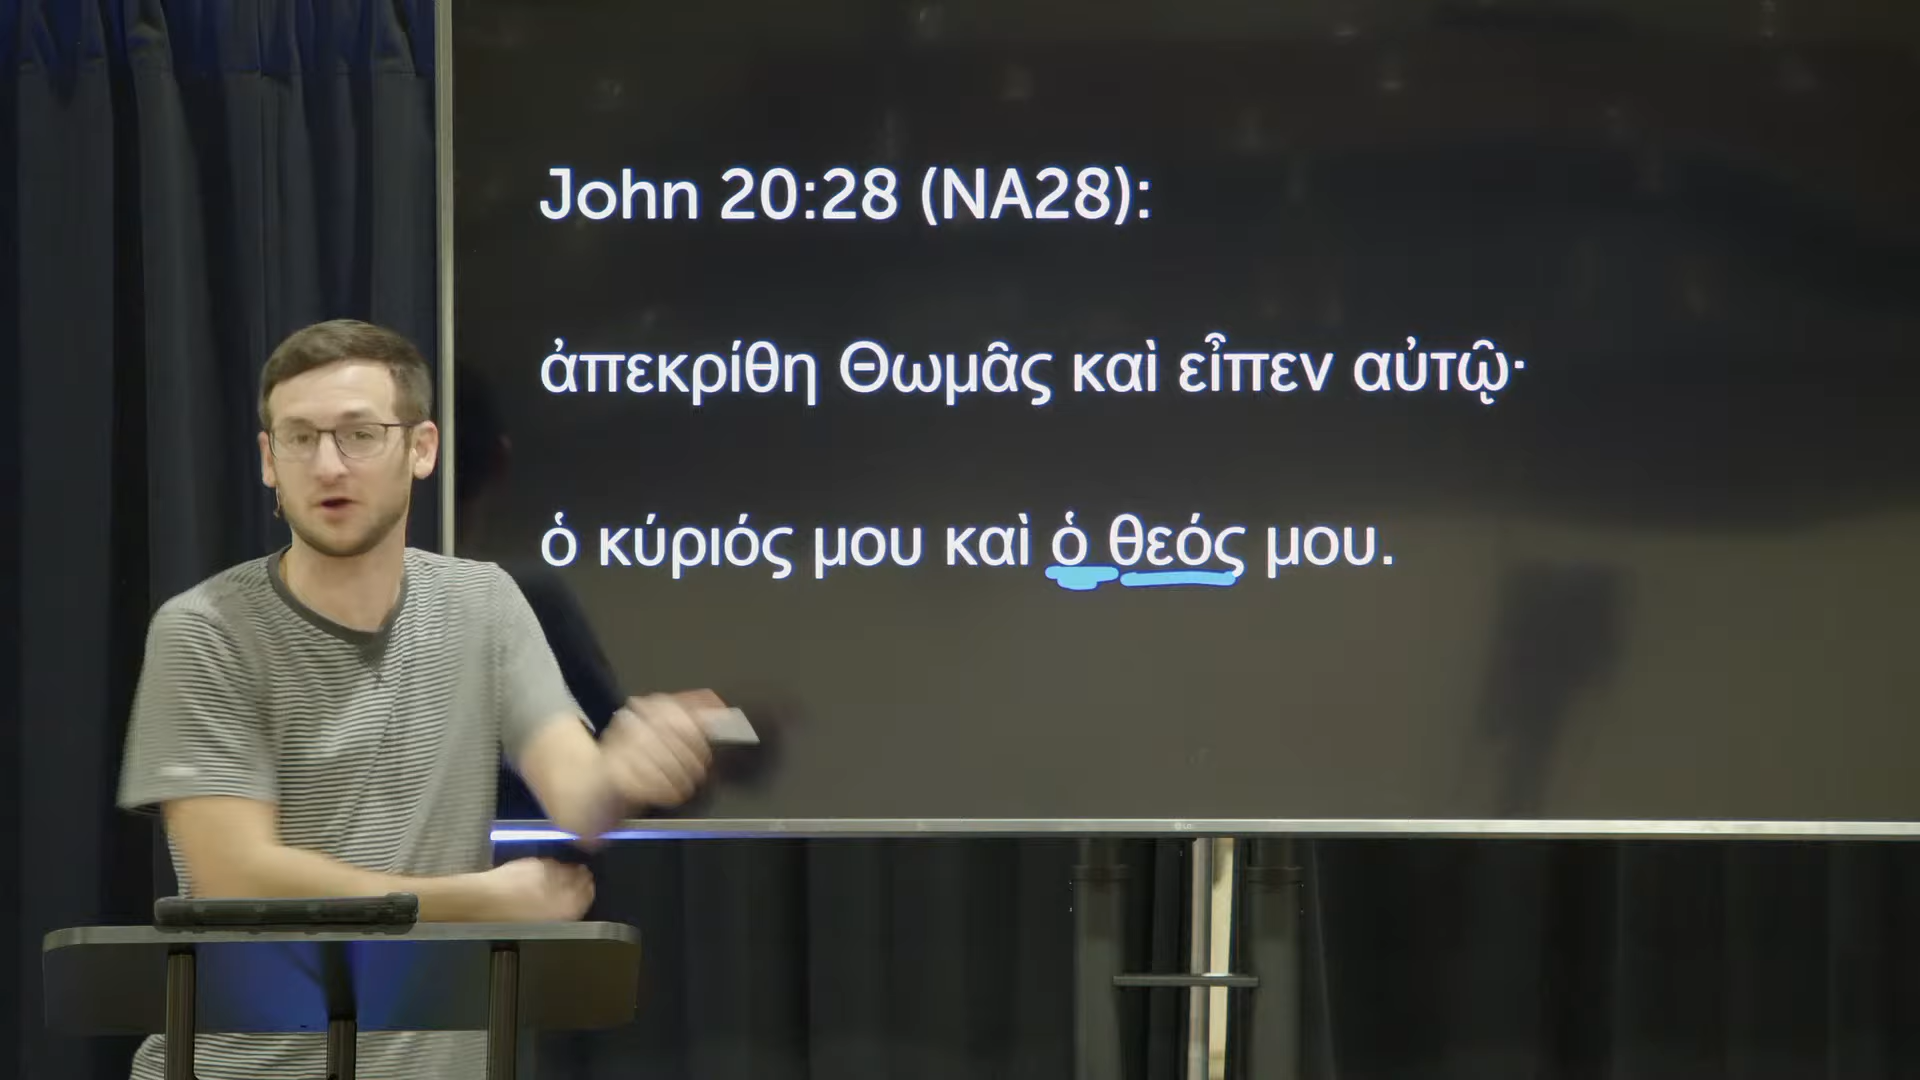 John 20:28 (NA28):
ἀπεκρίθη Θωμᾶς καὶ εἶπεν αὐτῷ·
ὁ κύριός μου καὶ ὁ θεός μου.